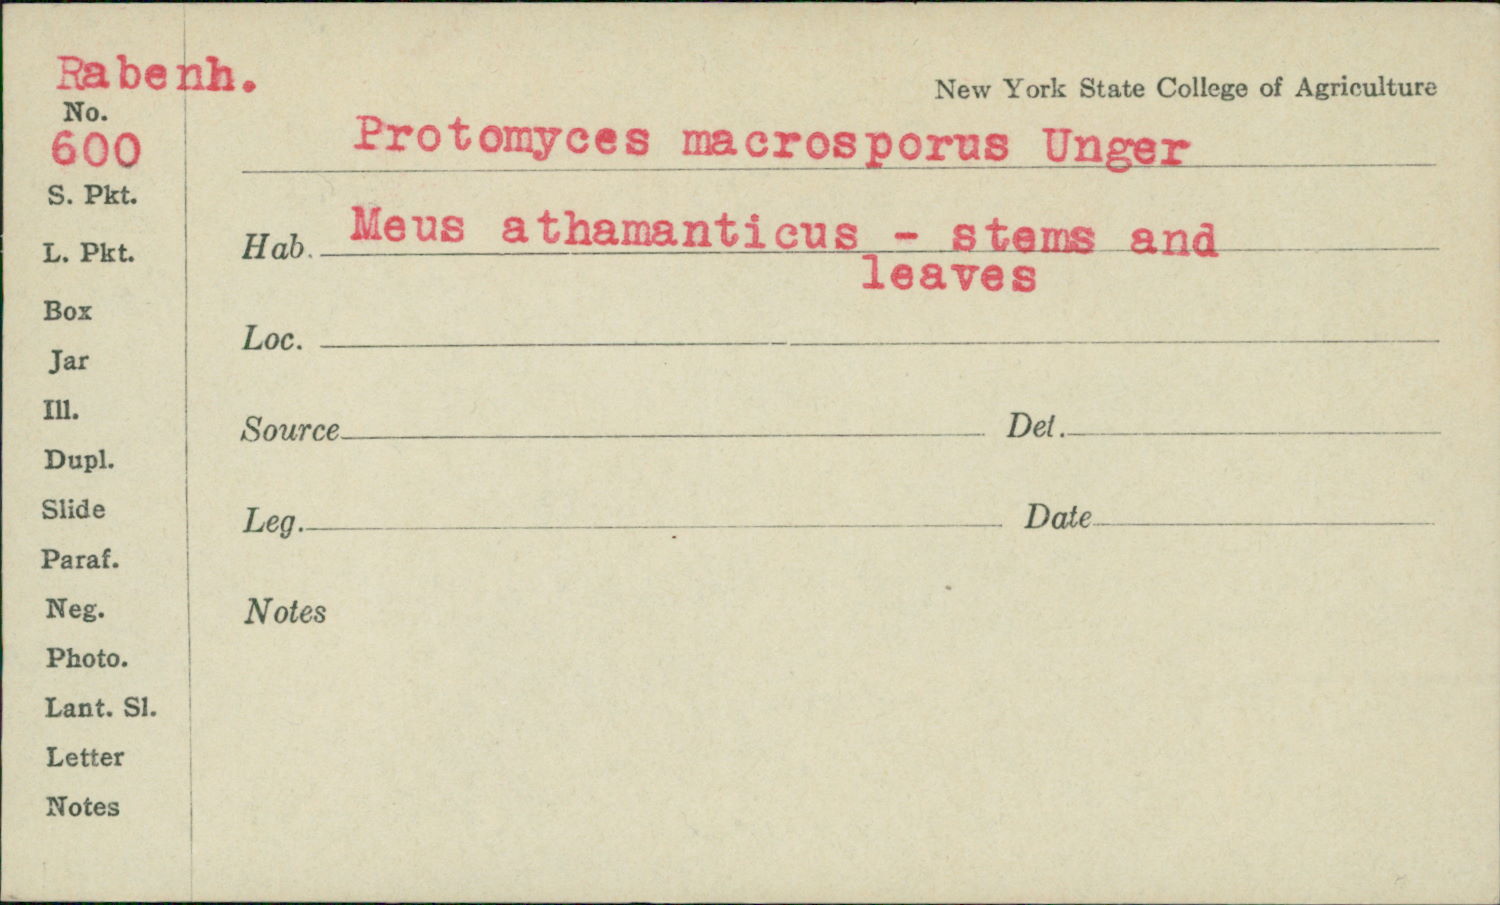 Rabenh.
New York State College of Agriculture
No.
600
Protomyces macrosporus Unger
S. Pkt.
Hab. Meus athamanticus - stems and
leaves
L. Pkt.
Box
Loc.
Jar
Ill.
Source Det.
Dupl.
Slide
Leg. Date
Paraf.
Neg.
Notes
Photo.
Lant. Sl.
Letter
Notes